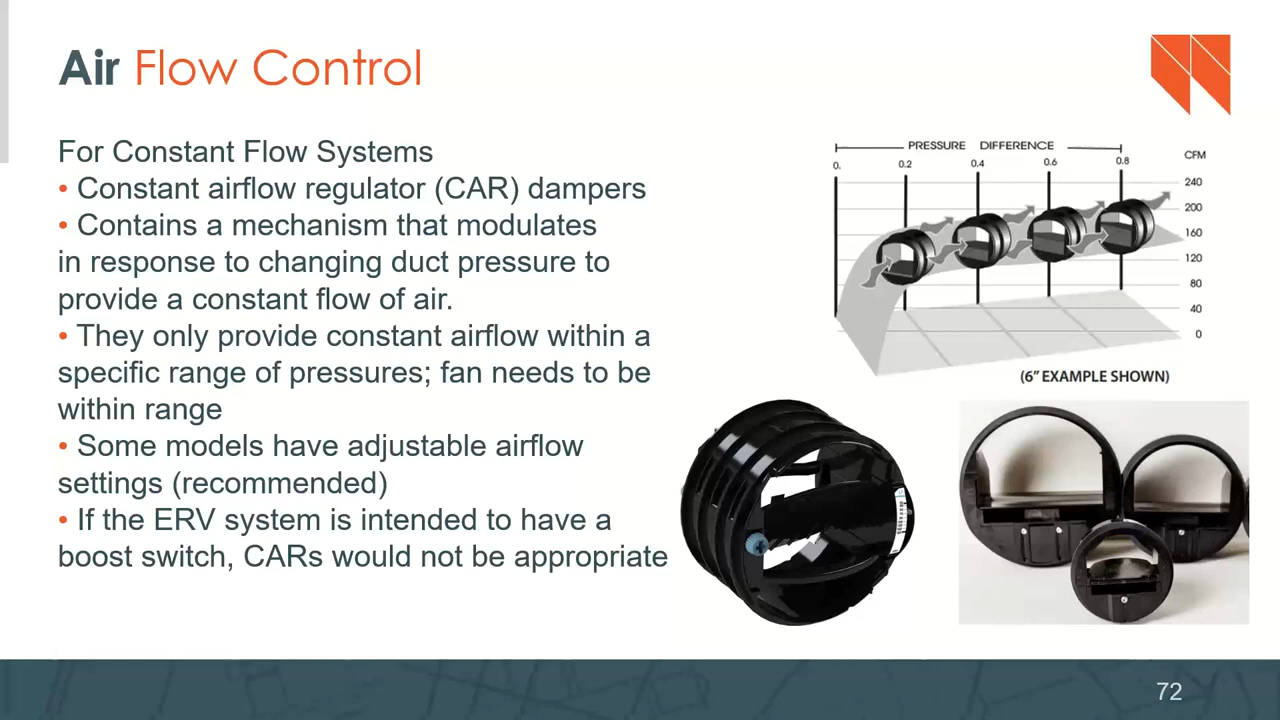 Air Flow Control
For Constant Flow Systems
• Constant airflow regulator (CAR) dampers
• Contains a mechanism that modulates
in response to changing duct pressure to
provide a constant flow of air.
• They only provide constant airflow within a
specific range of pressures; fan needs to be
within range
• Some models have adjustable airflow
settings (recommended)
• If the ERV system is intended to have a
boost switch, CARs would not be appropriate
PRESSURE DIFFERENCE
0. 0.2 0.4 0.6 0.8
CFM
240
200
160
120
80
40
0
(6” EXAMPLE SHOWN)
72